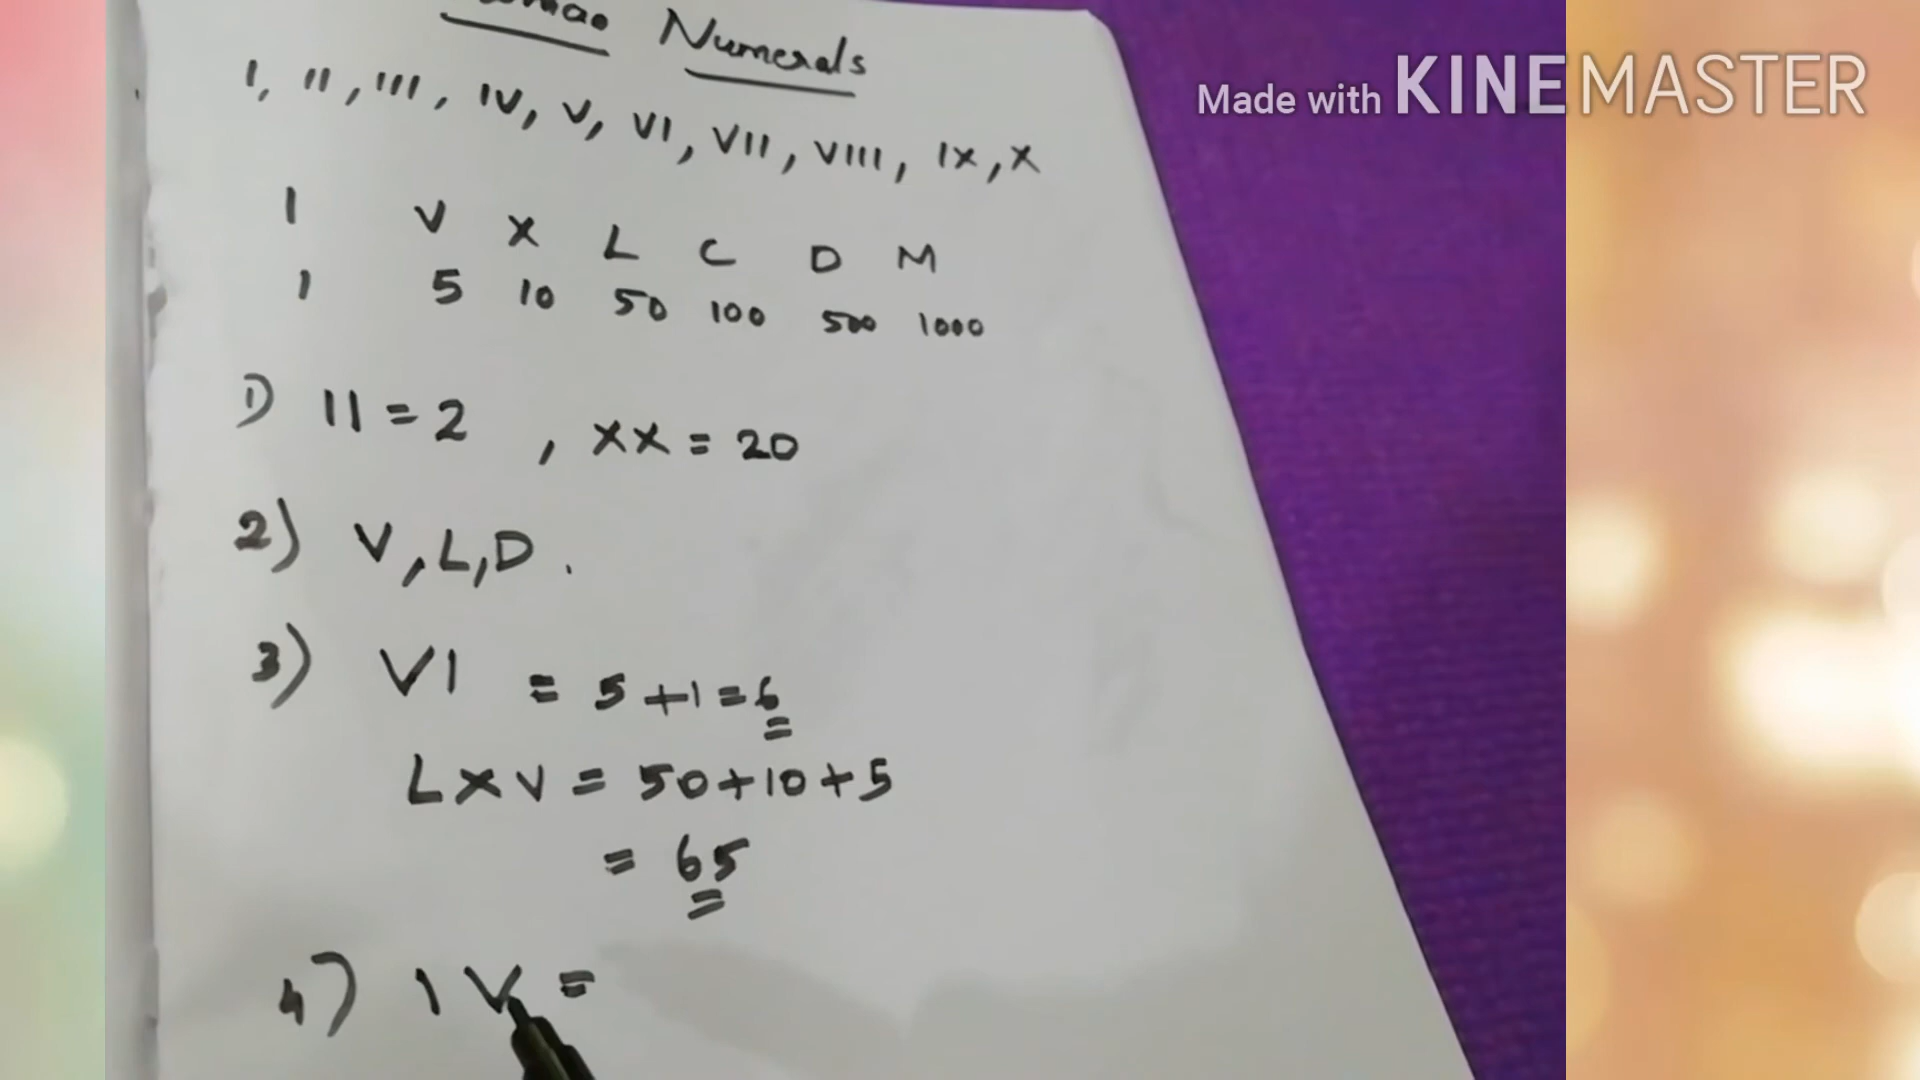 Numerals
Made with KINEMASTER
I, II, III, IV, V, VI, VII, VIII, IX, X
I V X L C D M
1 5 10 50 100 500 1000
1) II = 2, XX = 20
2) V, L, D.
3) VI = 5 + 1 = 6
LXV = 50 + 10 + 5
= 65
4) IV =